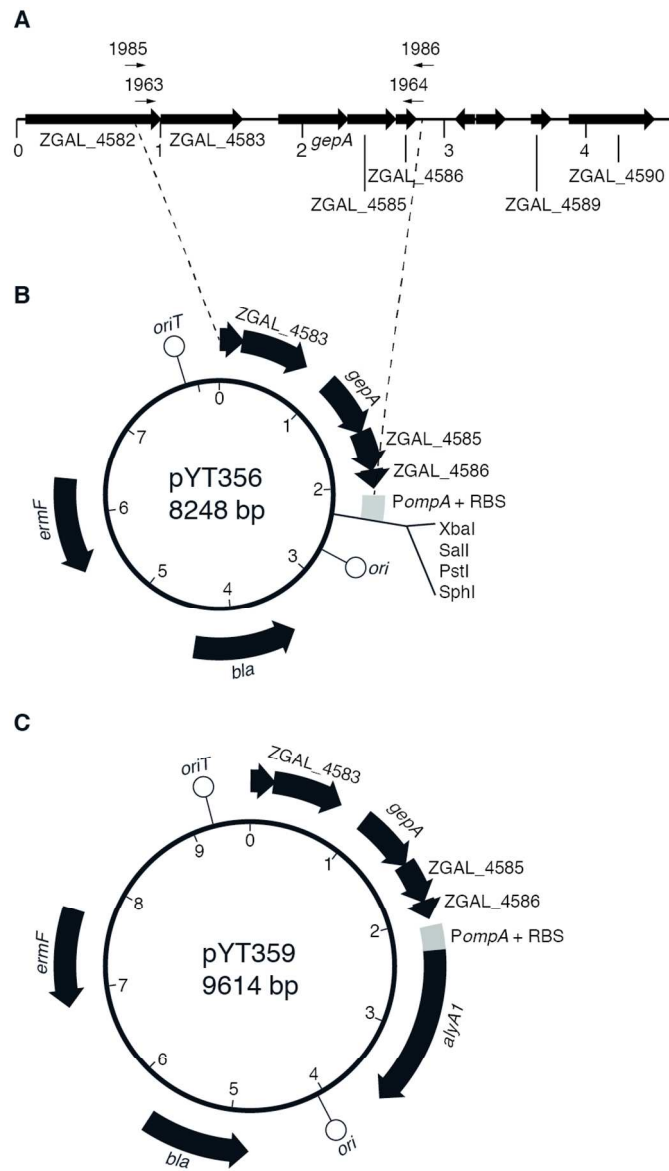 A
1985
1986
1963
1964
ZGAL_4582
ZGAL_4583
gepA
0
1
2
3
4
ZGAL_4586
ZGAL_4590
ZGAL_4585
ZGAL_4589
B
oriT
ZGAL_4583
gepA
ZGAL_4585
ZGAL_4586
PompA + RBS
XbaI
SalI
PstI
SphI
ori
bla
ermF
0
1
2
3
4
5
6
7
pYT356
8248 bp
C
oriT
ZGAL_4583
gepA
ZGAL_4585
ZGAL_4586
PompA + RBS
alyA1
ori
bla
ermF
0
1
2
3
4
5
6
7
8
9
pYT359
9614 bp